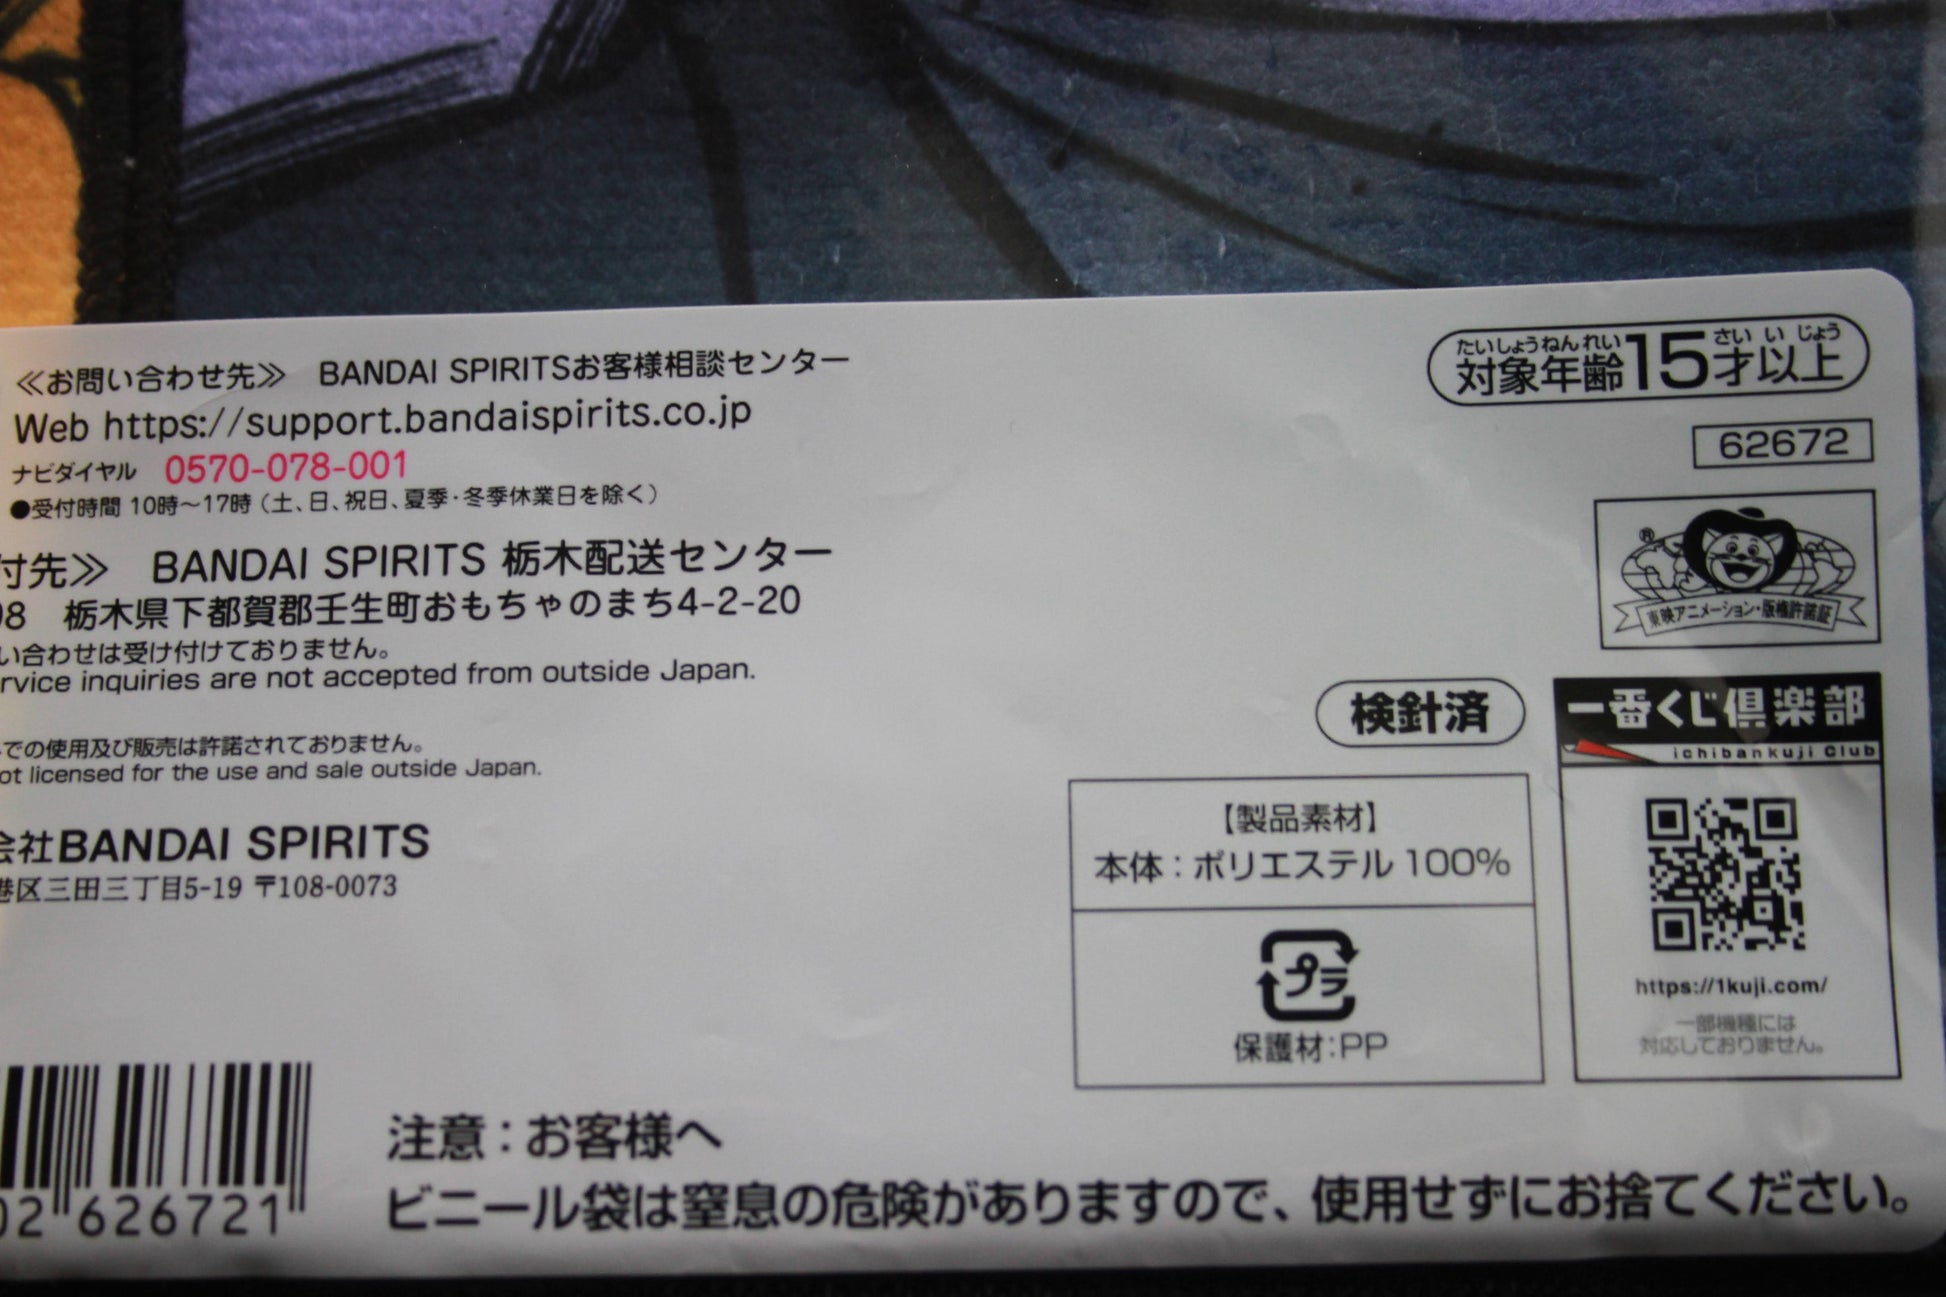 ≪お問い合わせ先≫ BANDAI SPIRITSお客様相談センター
Web https://support.bandaispirits.co.jp
ナビダイヤル 0570-078-001
●受付時間 10時～17時（土、日、祝日、夏季・冬季休業日を除く）
付先≫ BANDAI SPIRITS 栃木配送センター
08 栃木県下都賀郡壬生町おもちゃのまち4-2-20
い合わせは受け付けておりません。
rvice inquiries are not accepted from outside Japan.
での使用及び販売は許諾されておりません。
ot licensed for the use and sale outside Japan.
会社BANDAI SPIRITS
港区三田三丁目5-19 〒108-0073
たいしょうねんれい さい い じょう
対象年齢15才以上
62672
®
東映アニメーション・版権許諾証
検針済
一番くじ倶楽部
ichibankuji Club
https://1kuji.com/
一部機種には
対応しておりません。
【製品素材】
本体：ポリエステル 100%
プラ
保護材：PP
02 626721
注意：お客様へ
ビニール袋は窒息の危険がありますので、使用せずにお捨てください。